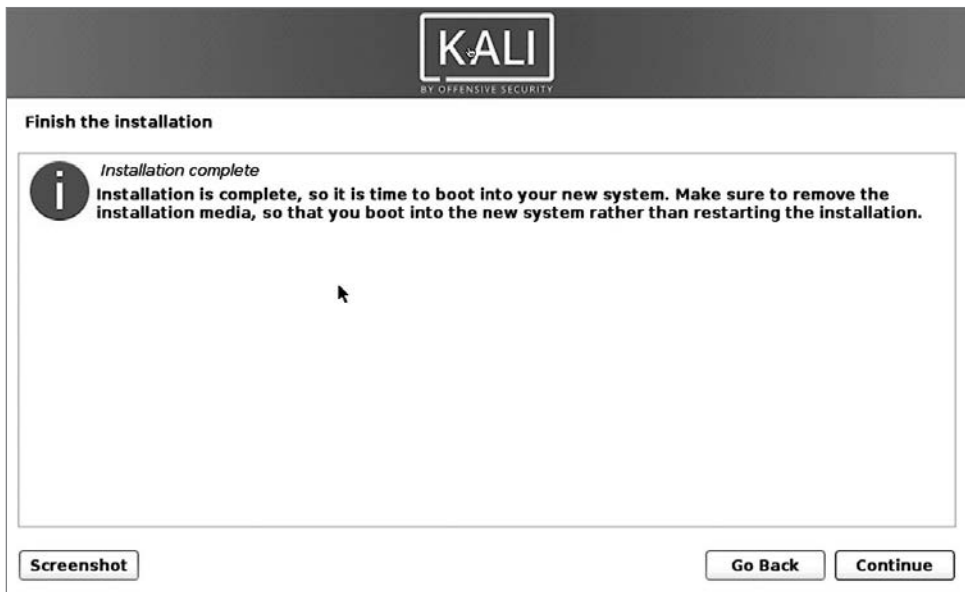 KALI
BY OFFENSIVE SECURITY
Finish the installation
Installation complete
Installation is complete, so it is time to boot into your new system. Make sure to remove the
installation media, so that you boot into the new system rather than restarting the installation.
Screenshot
Go Back
Continue